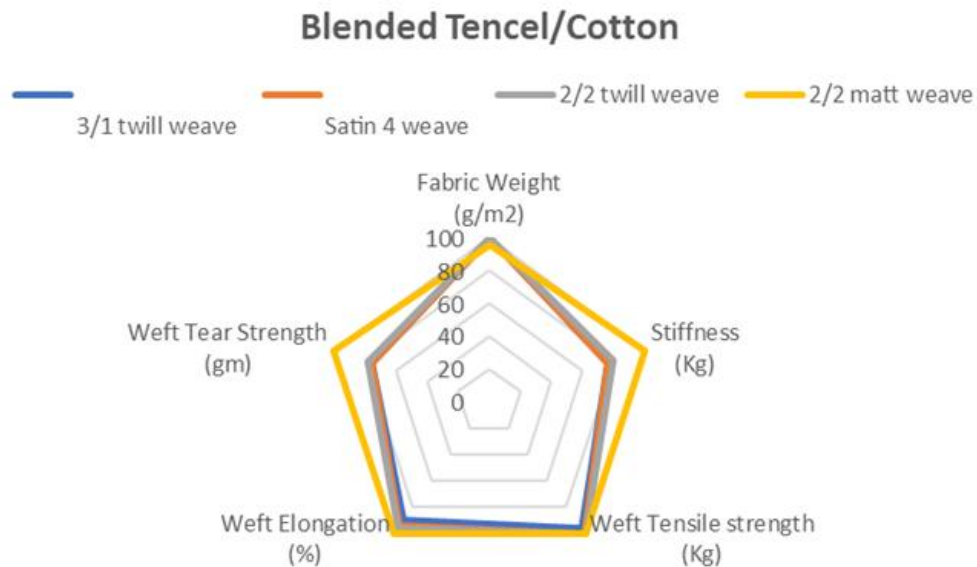 Blended Tencel/Cotton
3/1 twill weave
Satin 4 weave
2/2 twill weave
2/2 matt weave
Fabric Weight
(g/m2)
100
80
60
40
20
0
Stiffness
(Kg)
Weft Tensile strength
(Kg)
Weft Elongation
(%)
Weft Tear Strength
(gm)